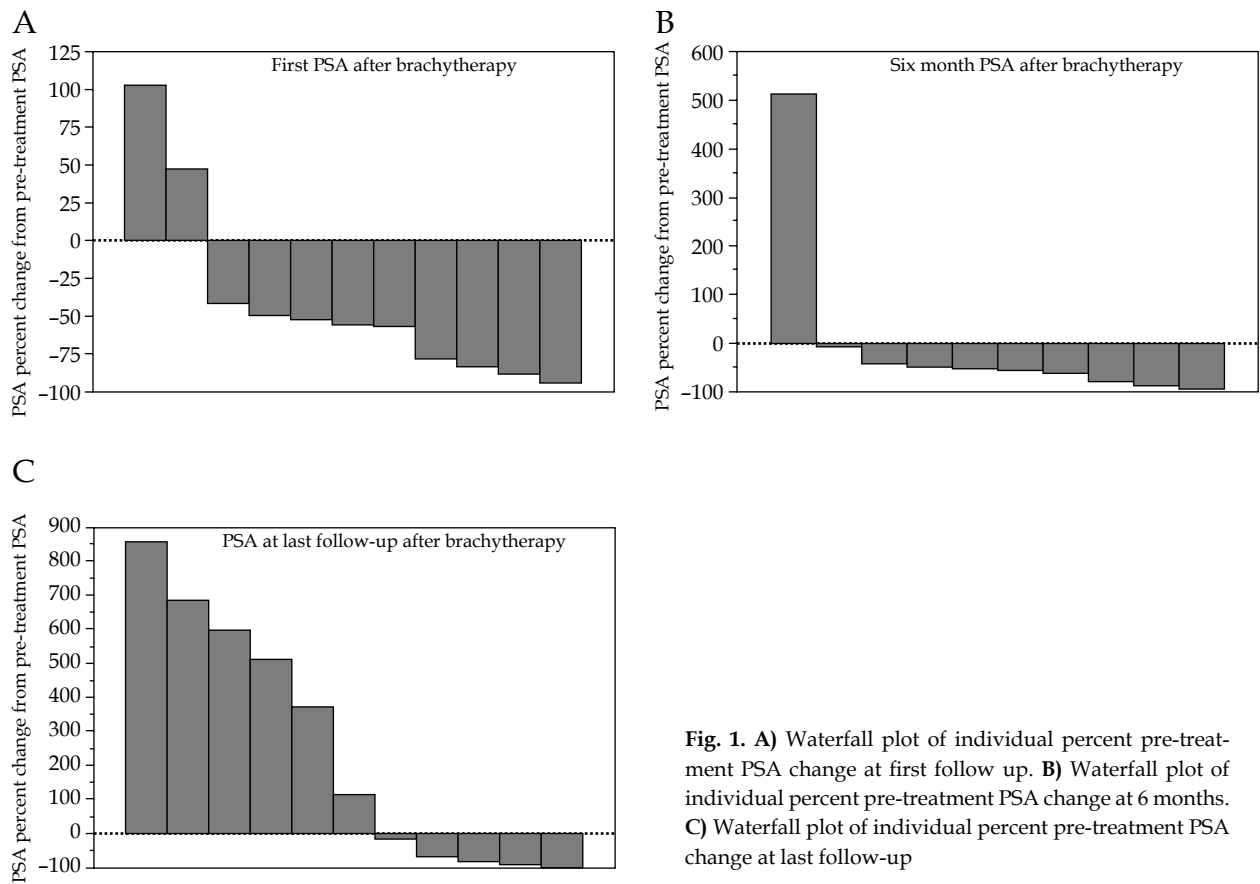 A
PSA percent change from pre-treatment PSA
125
100
75
50
25
0
–25
–50
–75
–100
First PSA after brachytherapy
B
PSA percent change from pre-treatment PSA
600
500
400
300
200
100
0
–100
Six month PSA after brachytherapy
C
PSA percent change from pre-treatment PSA
900
800
700
600
500
400
300
200
100
0
–100
PSA at last follow-up after brachytherapy
Fig. 1. A) Waterfall plot of individual percent pre-treat-
ment PSA change at first follow up. B) Waterfall plot of
individual percent pre-treatment PSA change at 6 months.
C) Waterfall plot of individual percent pre-treatment PSA
change at last follow-up